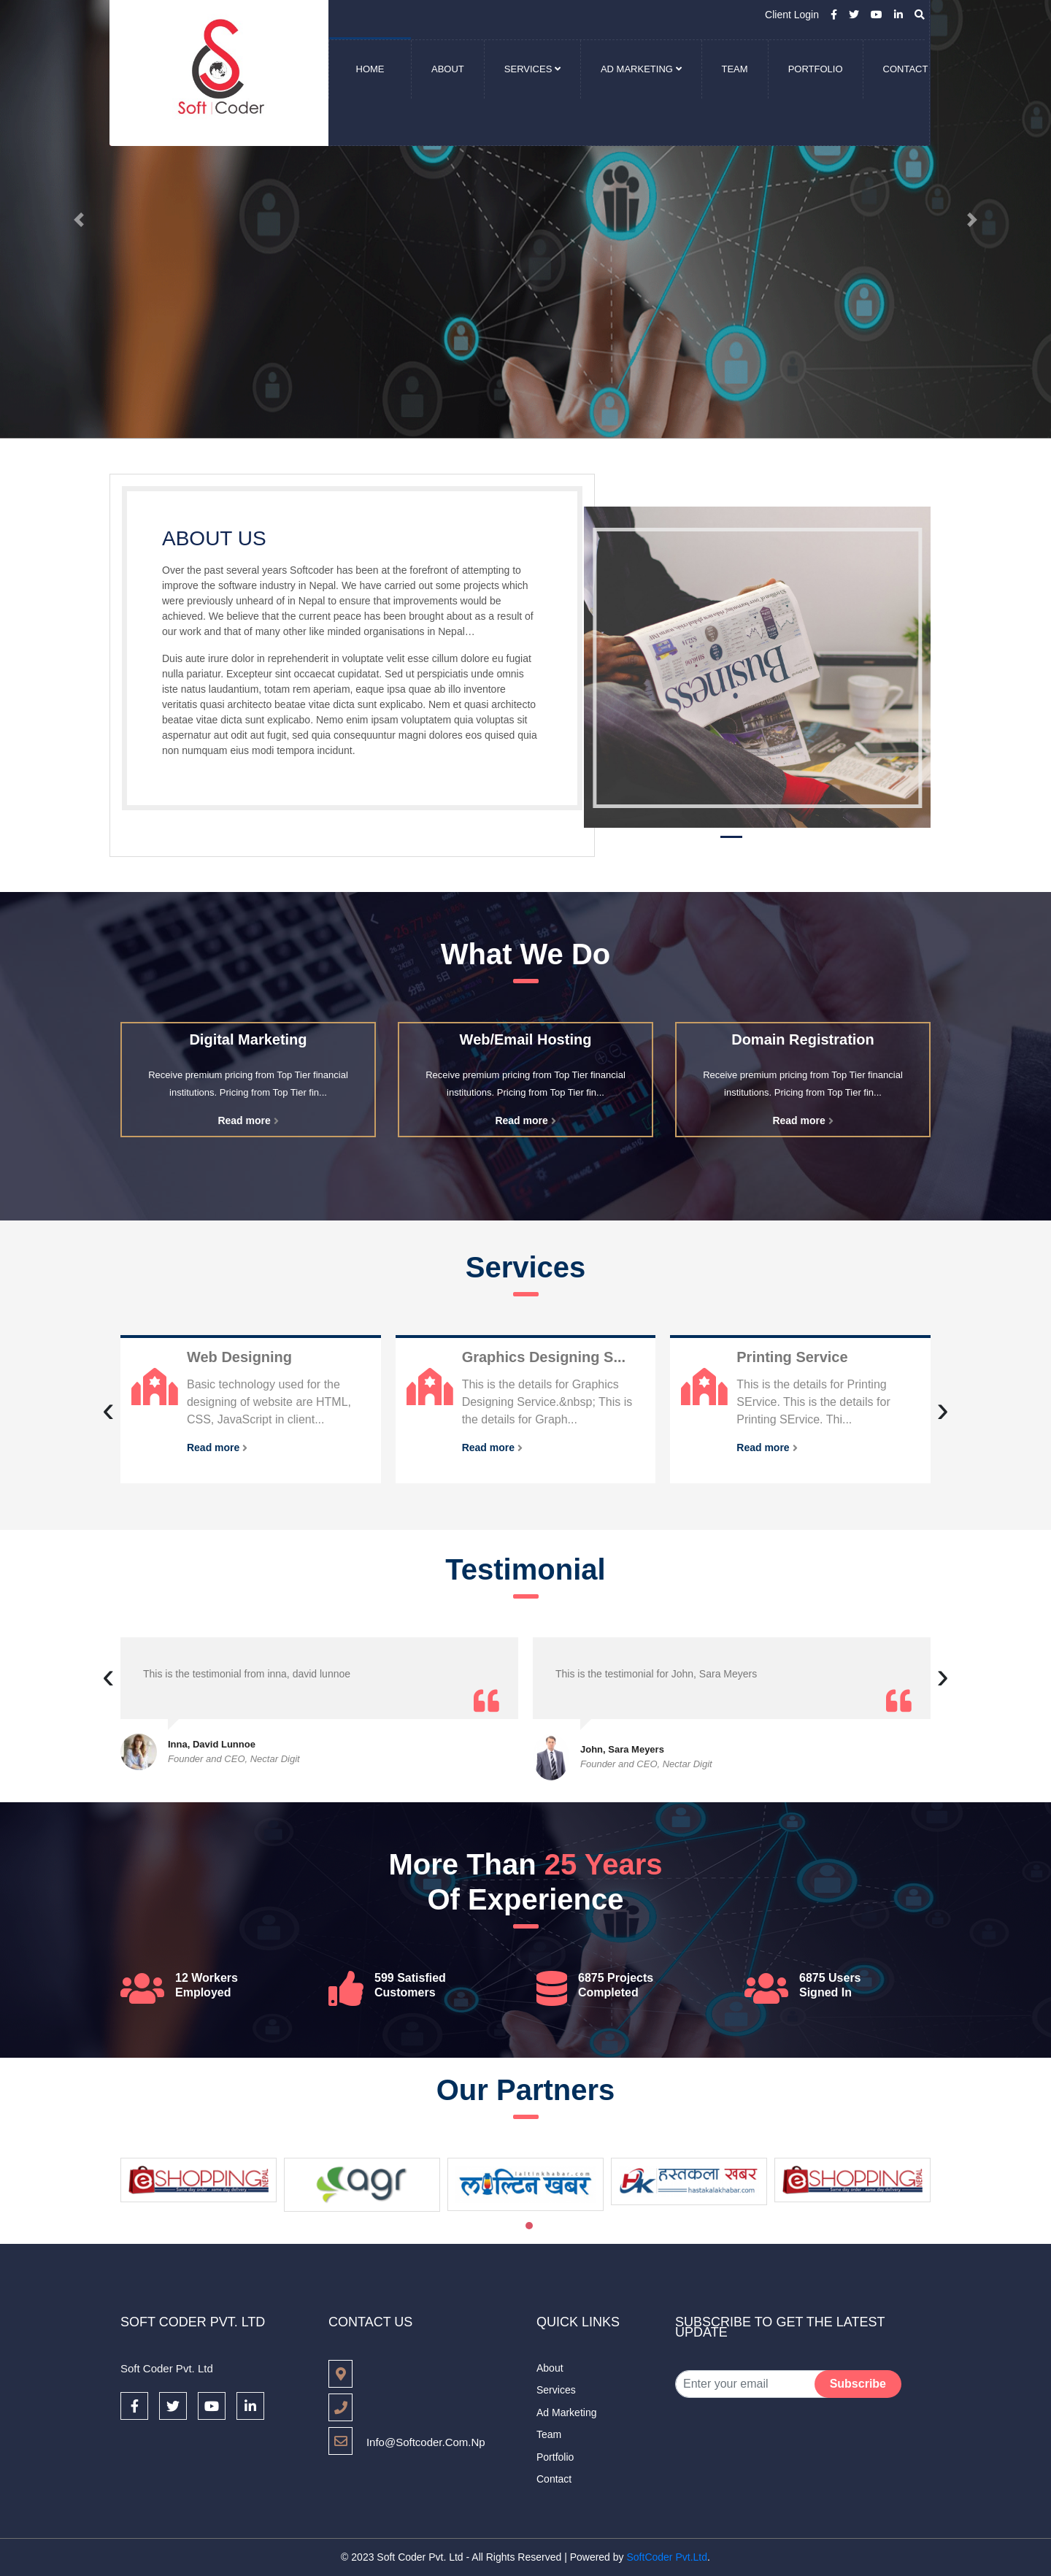 Client Login
Soft Coder
HOME
ABOUT
SERVICES
AD MARKETING
TEAM
PORTFOLIO
CONTACT
ABOUT US
Over the past several years Softcoder has been at the forefront of attempting to
improve the software industry in Nepal. We have carried out some projects which
were previously unheard of in Nepal to ensure that improvements would be
achieved. We believe that the current peace has been brought about as a result of
our work and that of many other like minded organisations in Nepal…
Duis aute irure dolor in reprehenderit in voluptate velit esse cillum dolore eu fugiat
nulla pariatur. Excepteur sint occaecat cupidatat. Sed ut perspiciatis unde omnis
iste natus laudantium, totam rem aperiam, eaque ipsa quae ab illo inventore
veritatis quasi architecto beatae vitae dicta sunt explicabo. Nem et quasi architecto
beatae vitae dicta sunt explicabo. Nemo enim ipsam voluptatem quia voluptas sit
aspernatur aut odit aut fugit, sed quia consequuntur magni dolores eos quised quia
non numquam eius modi tempora incidunt.
Business
What We Do
Digital Marketing
Receive premium pricing from Top Tier financial
institutions. Pricing from Top Tier fin...
Read more
Web/Email Hosting
Receive premium pricing from Top Tier financial
institutions. Pricing from Top Tier fin...
Read more
Domain Registration
Receive premium pricing from Top Tier financial
institutions. Pricing from Top Tier fin...
Read more
Services
Web Designing
Basic technology used for the
designing of website are HTML,
CSS, JavaScript in client...
Read more
Graphics Designing S...
This is the details for Graphics
Designing Service.&nbsp; This is
the details for Graph...
Read more
Printing Service
This is the details for Printing
SErvice. This is the details for
Printing SErvice. Thi...
Read more
Testimonial
This is the testimonial from inna, david lunnoe
Inna, David Lunnoe
Founder and CEO, Nectar Digit
This is the testimonial for John, Sara Meyers
John, Sara Meyers
Founder and CEO, Nectar Digit
More Than 25 Years
Of Experience
12 Workers
Employed
599 Satisfied
Customers
6875 Projects
Completed
6875 Users
Signed In
Our Partners
eSHOPPING NEPAL
Same day order - same day delivery
agr
laltinkhabar.com
लाल्टिन खबर
HK हस्तकला खबर
hastakalakhabar.com
eSHOPPING NEPAL
Same day order - same day delivery
SOFT CODER PVT. LTD
Soft Coder Pvt. Ltd
CONTACT US
Info@Softcoder.Com.Np
QUICK LINKS
About
Services
Ad Marketing
Team
Portfolio
Contact
SUBSCRIBE TO GET THE LATEST
UPDATE
Enter your email
Subscribe
© 2023 Soft Coder Pvt. Ltd - All Rights Reserved | Powered by SoftCoder Pvt.Ltd.